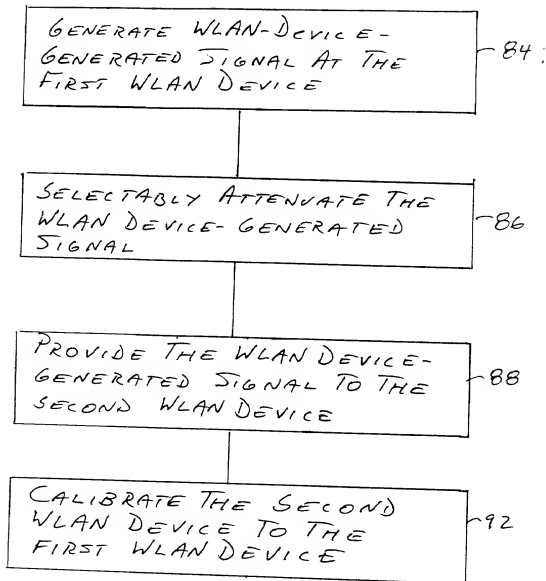 GENERATE WLAN-DEVICE-
GENERATED SIGNAL AT THE
FIRST WLAN DEVICE
84
SELECTABLY ATTENUATE THE
WLAN DEVICE-GENERATED
SIGNAL
86
PROVIDE THE WLAN DEVICE-
GENERATED SIGNAL TO THE
SECOND WLAN DEVICE
88
CALIBRATE THE SECOND
WLAN DEVICE TO THE
FIRST WLAN DEVICE
92